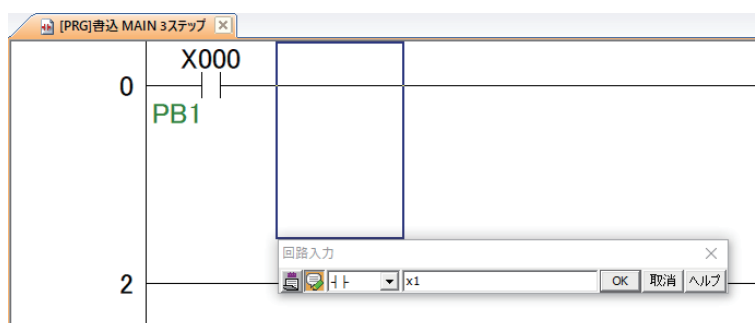 [PRG]書込 MAIN 3ステップ
X000
0
PB1
回路入力
x1 OK 取消 ヘルプ
2